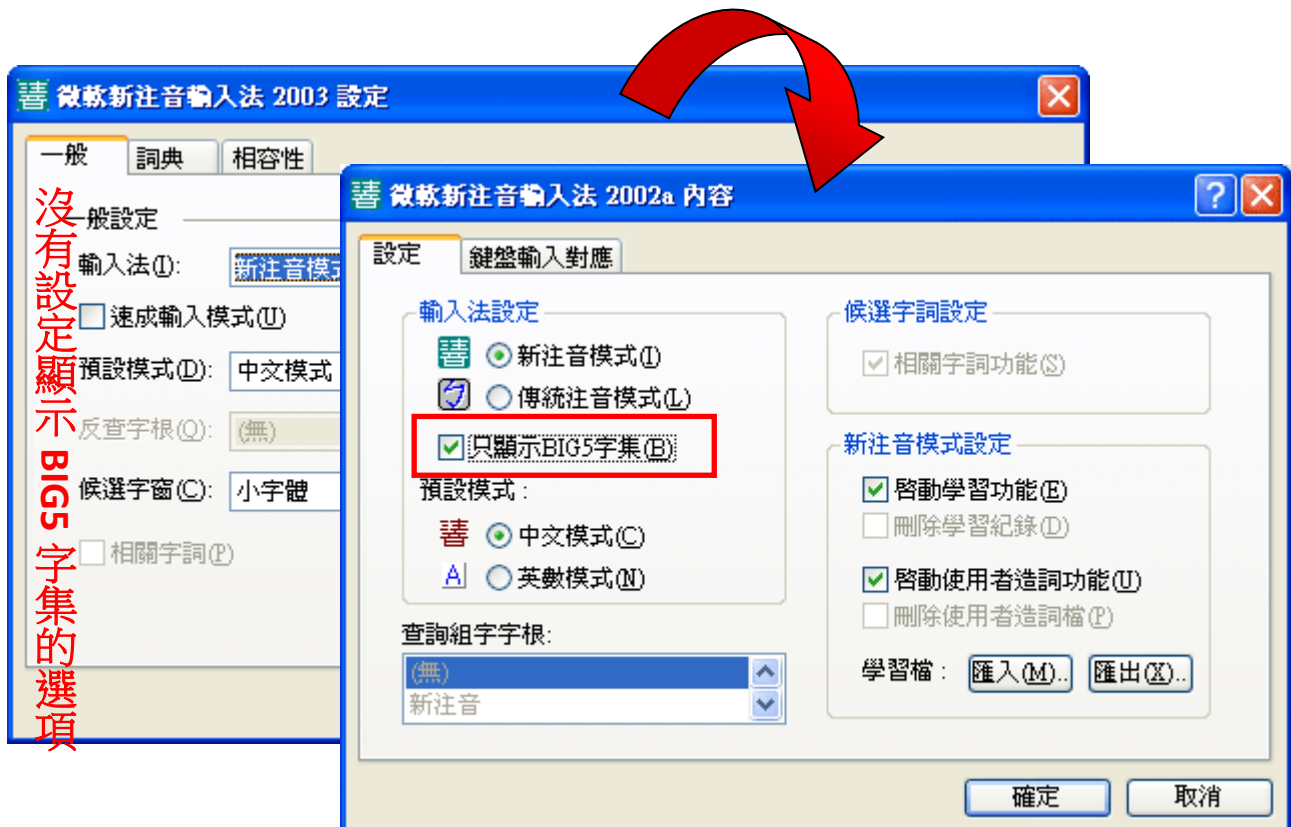 微軟新注音輸入法 2003 設定
一般 詞典 相容性
一般設定
輸入法(I): 新注音模式
速成輸入模式(U)
預設模式(D): 中文模式
反查字根(Q): (無)
候選字窗(C): 小字體
相關字詞(P)
沒有設定顯示 BIG5 字集的選項
微軟新注音輸入法 2002a 內容
設定 鍵盤輸入對應
輸入法設定
新注音模式(I)
傳統注音模式(L)
只顯示BIG5字集(B)
預設模式 :
中文模式(C)
英數模式(N)
查詢組字字根:
(無)
新注音
候選字詞設定
相關字詞功能(S)
新注音模式設定
啓動學習功能(E)
刪除學習紀錄(D)
啓動使用者造詞功能(U)
刪除使用者造詞檔(P)
學習檔 : 匯入(M).. 匯出(X)..
確定 取消